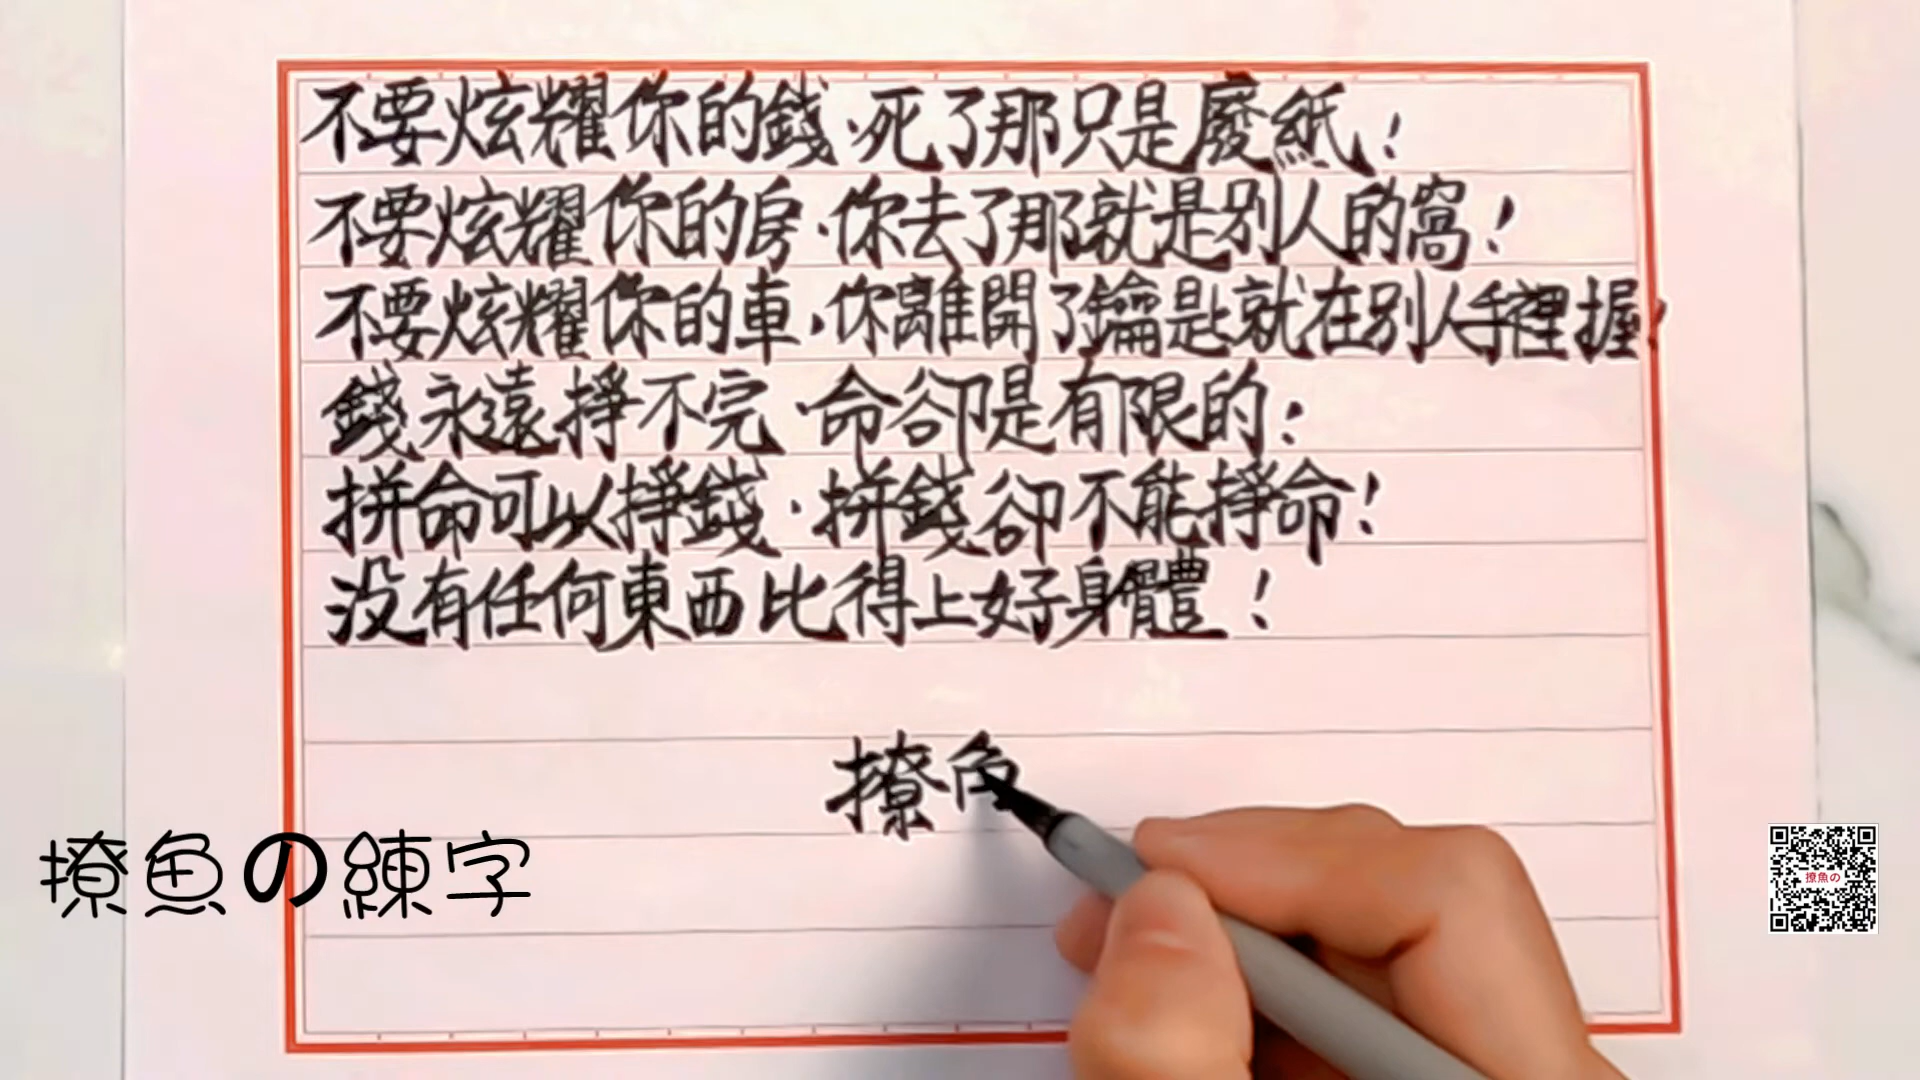 不要炫耀你的錢,死了那只是廢紙!
不要炫耀你的房,你去了那就是別人的窩!
不要炫耀你的車,你離開了鑰匙就在別人手裡握,
錢永遠掙不完,命卻是有限的:
拼命可以掙錢,拼錢卻不能掙命!
沒有任何東西比得上好身體!
撩魚
撩魚の練字
撩魚の